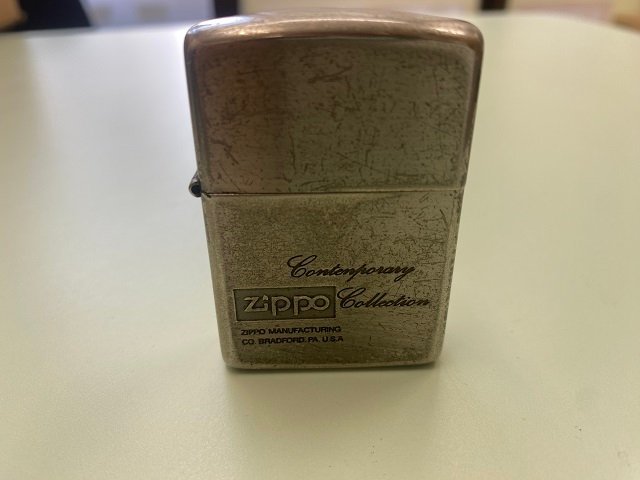 Contemporary
Zippo Collection
ZIPPO MANUFACTURING
CO. BRADFORD. PA. U.S.A